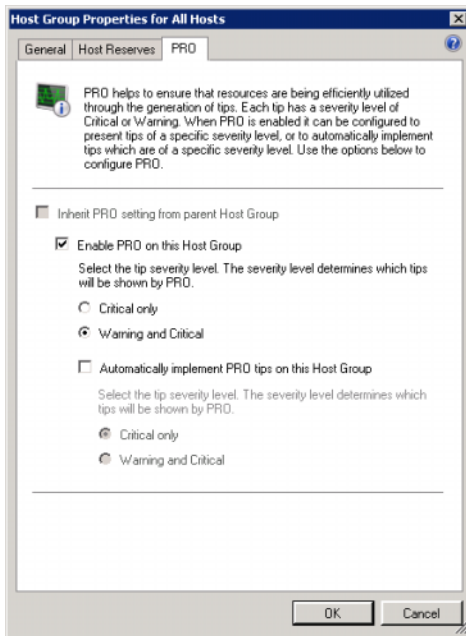 Host Group Properties for All Hosts
General Host Reserves PRO
PRO helps to ensure that resources are being efficiently utilized
through the generation of tips. Each tip has a severity level of
Critical or Warning. When PRO is enabled it can be configured to
present tips of a specific severity level, or to automatically implement
tips which are of a specific severity level. Use the options below to
configure PRO.
Inherit PRO setting from parent Host Group
Enable PRO on this Host Group
Select the tip severity level. The severity level determines which tips
will be shown by PRO.
Critical only
Warning and Critical
Automatically implement PRO tips on this Host Group
Select the tip severity level. The severity level determines which
tips will be shown by PRO.
Critical only
Warning and Critical
OK Cancel